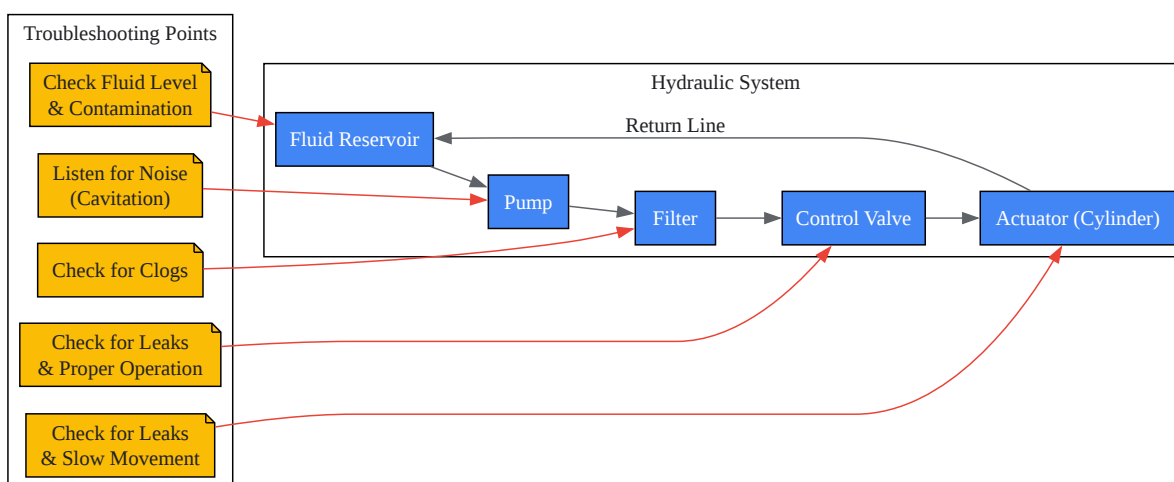 Troubleshooting Points
Check Fluid Level
& Contamination
Listen for Noise
(Cavitation)
Check for Clogs
Check for Leaks
& Proper Operation
Check for Leaks
& Slow Movement
Hydraulic System
Return Line
Fluid Reservoir
Pump
Filter
Control Valve
Actuator (Cylinder)